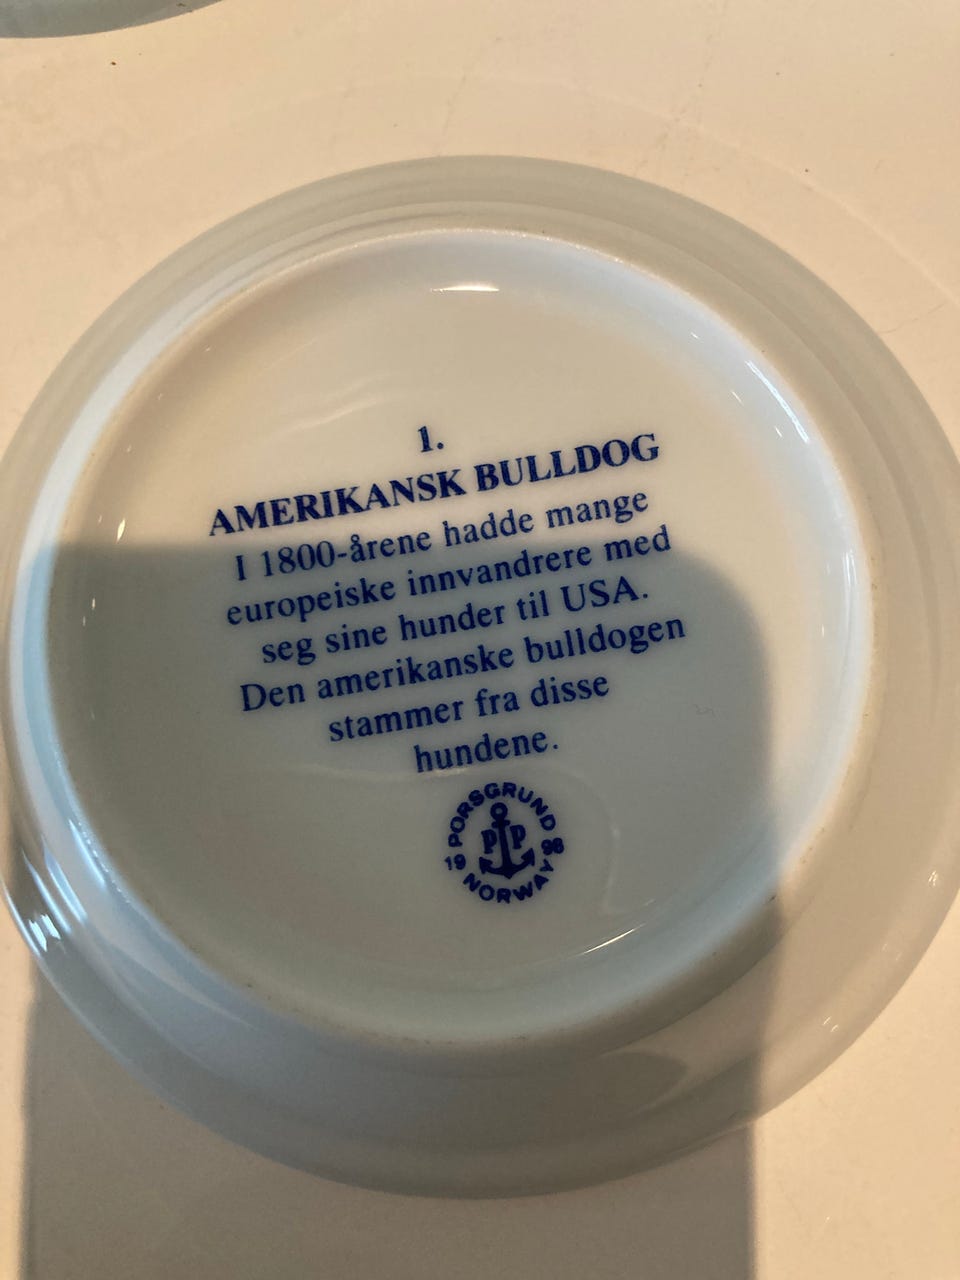 1.
AMERIKANSK BULLDOG
I 1800-årene hadde mange
europeiske innvandrere med
seg sine hunder til USA.
Den amerikanske bulldogen
stammer fra disse
hundene.
PORSGRUND
PP
19 98
NORWAY